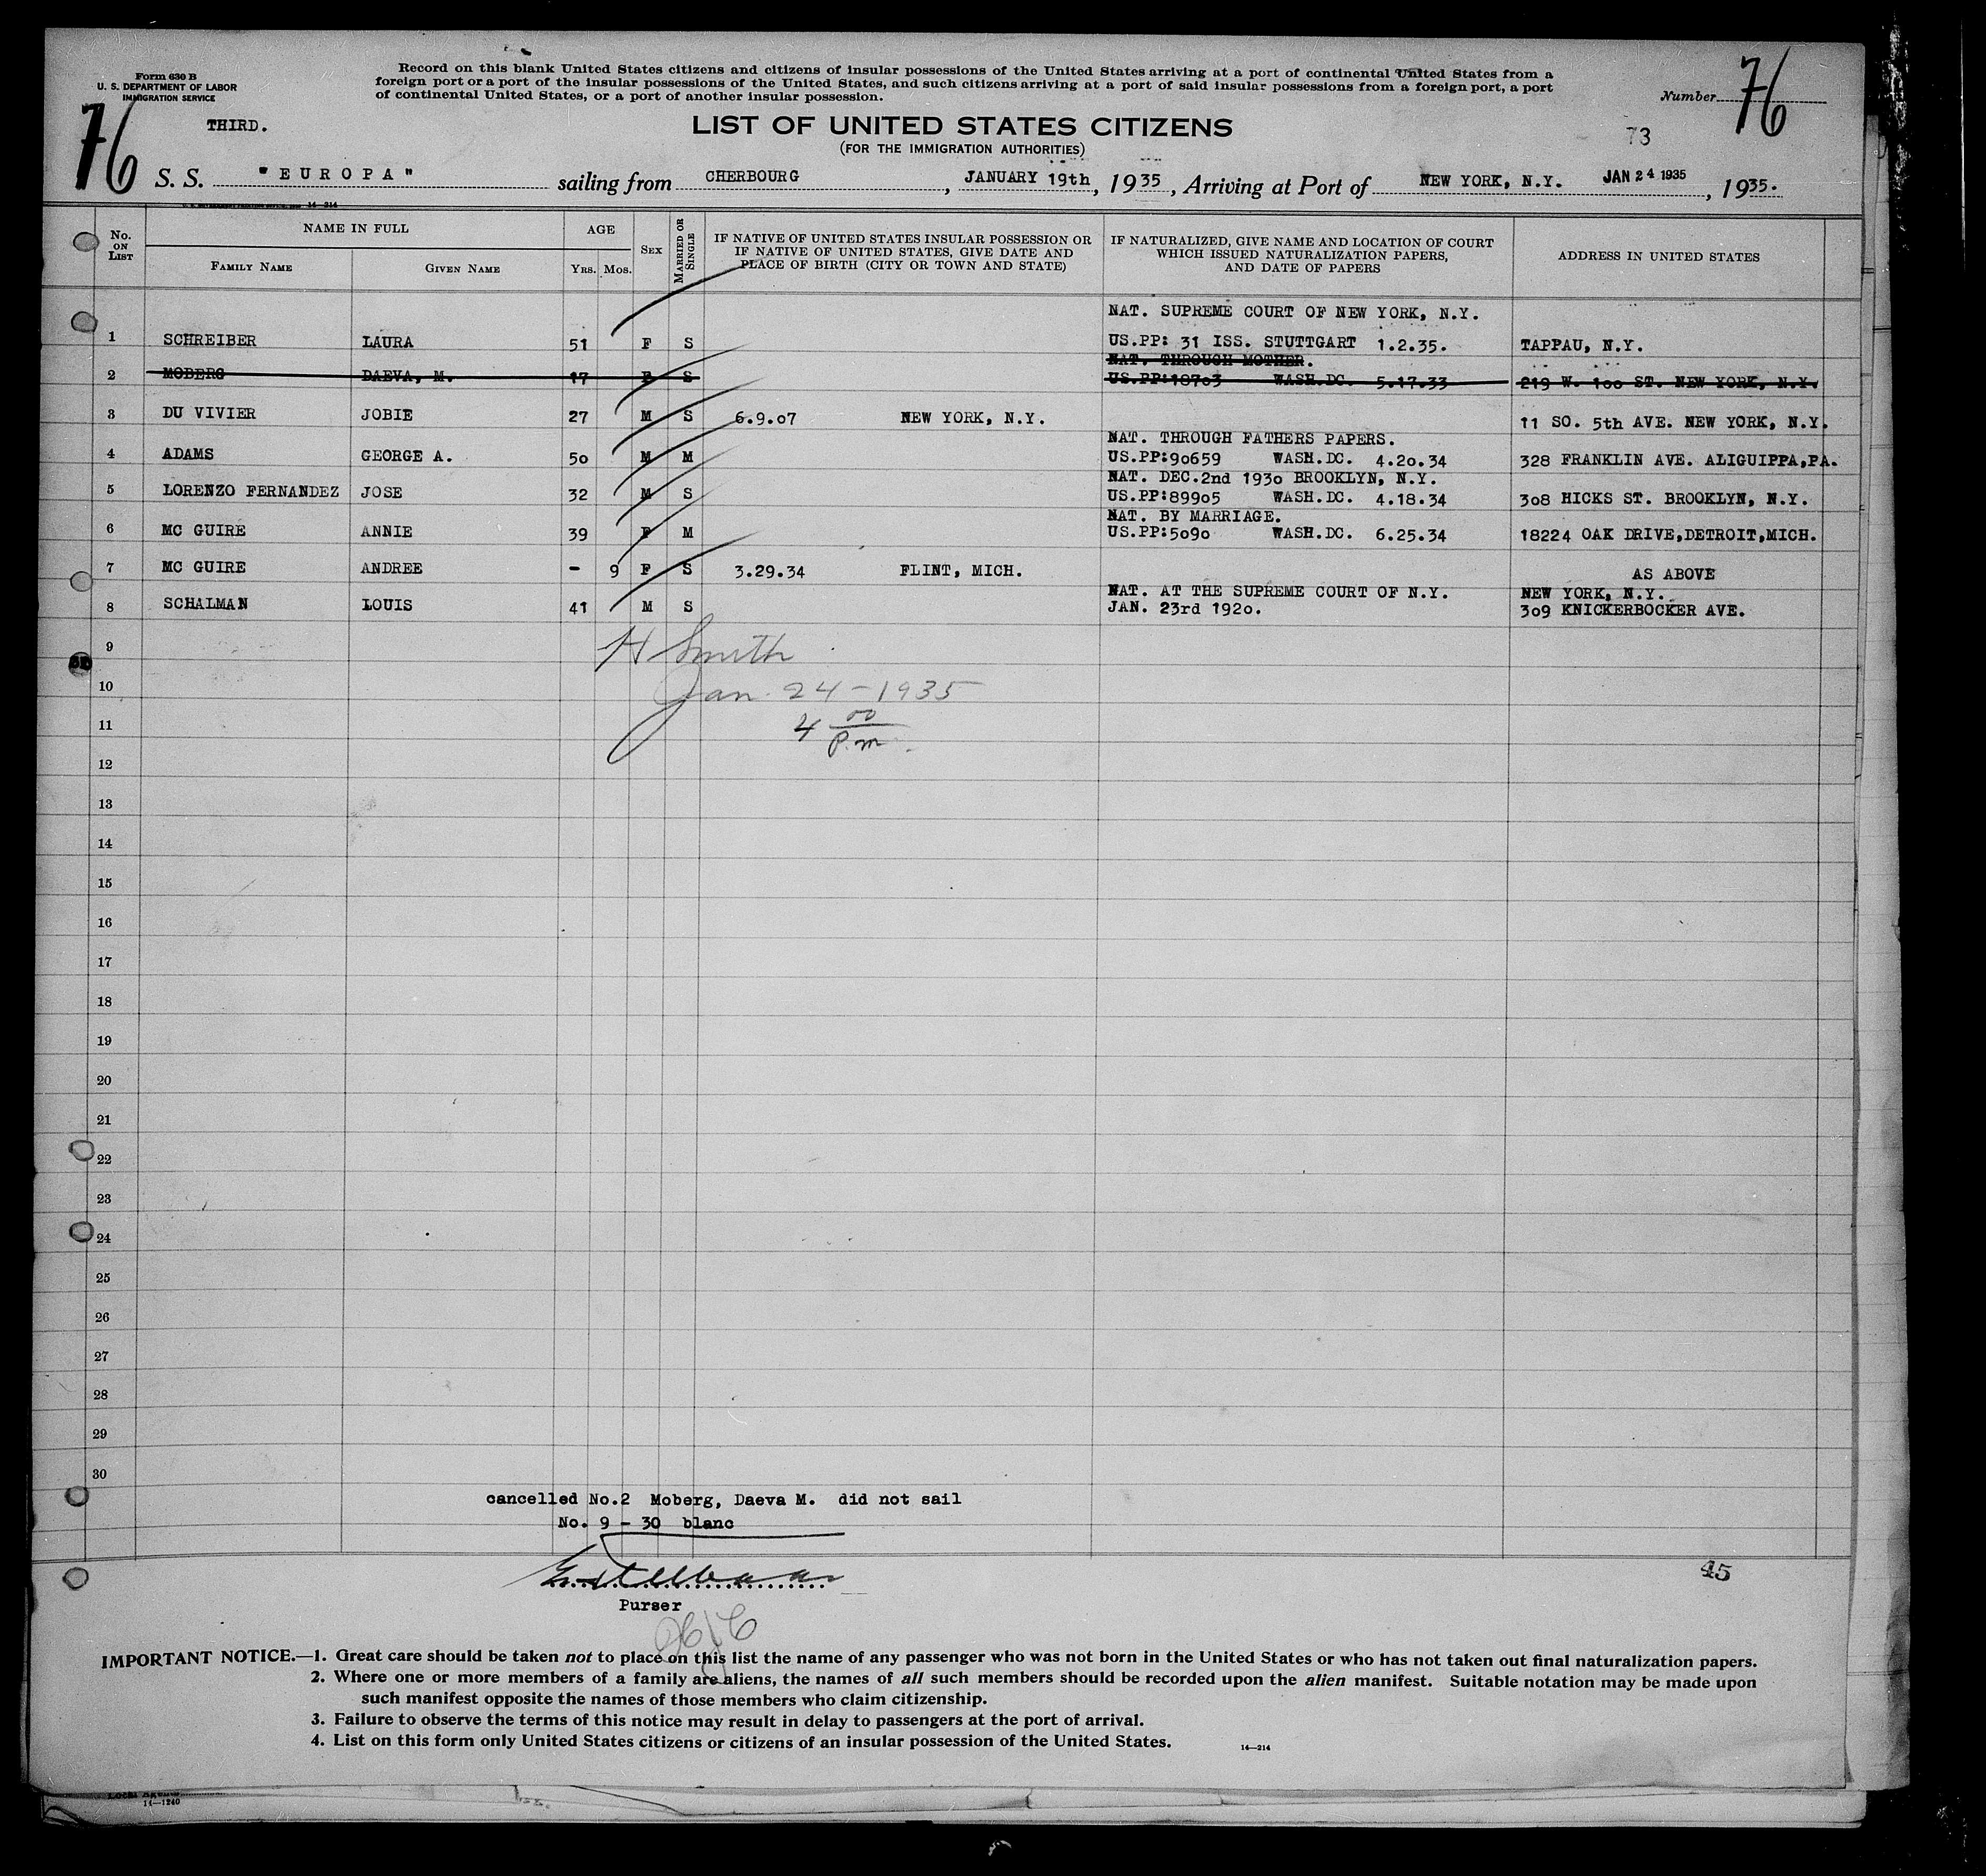 Form 630 B
U. S. DEPARTMENT OF LABOR
IMMIGRATION SERVICE
Record on this blank United States citizens and citizens of insular possessions of the United States arriving at a port of continental United States from a
foreign port or a port of the insular possessions of the United States, and such citizens arriving at a port of said insular possessions from a foreign port, a port
of continental United States, or a port of another insular possession.
Number 76
76
THIRD.
LIST OF UNITED STATES CITIZENS
(FOR THE IMMIGRATION AUTHORITIES)
73
S. S. "EUROPA" sailing from CHERBOURG, JANUARY 19th, 1935, Arriving at Port of NEW YORK, N.Y. JAN 24 1935, 1935.
14-214
No. ON LIST
NAME IN FULL
FAMILY NAME
GIVEN NAME
AGE
YRS. MOS.
SEX
MARRIED OR SINGLE
IF NATIVE OF UNITED STATES INSULAR POSSESSION OR
IF NATIVE OF UNITED STATES, GIVE DATE AND
PLACE OF BIRTH (CITY OR TOWN AND STATE)
IF NATURALIZED, GIVE NAME AND LOCATION OF COURT
WHICH ISSUED NATURALIZATION PAPERS,
AND DATE OF PAPERS
ADDRESS IN UNITED STATES
NAT. SUPREME COURT OF NEW YORK, N.Y.
1 SCHREIBER LAURA 51 F S US.PP: 31 ISS. STUTTGART 1.2.35. TAPPAU, N.Y.
NAT. THROUGH MOTHER.
2 MOBERG DAEVA, M. 17 F S US.PP:18703 WASH.DC. 5.17.33 219 W. 100 ST. NEW YORK, N.Y.
3 DU VIVIER JOBIE 27 M S 6.9.07 NEW YORK, N.Y. 11 SO. 5th AVE. NEW YORK, N.Y.
NAT. THROUGH FATHERS PAPERS.
4 ADAMS GEORGE A. 50 M M US.PP:90659 WASH.DC. 4.20.34 328 FRANKLIN AVE. ALIGUIPPA,PA.
NAT. DEC.2nd 1930 BROOKLYN, N.Y.
5 LORENZO FERNANDEZ JOSE 32 M S US.PP:89905 WASH.DC. 4.18.34 308 HICKS ST. BROOKLYN, N.Y.
NAT. BY MARRIAGE.
6 MC GUIRE ANNIE 39 F M US.PP:5090 WASH.DC. 6.25.34 18224 OAK DRIVE,DETROIT,MICH.
7 MC GUIRE ANDREE - 9 F S 3.29.34 FLINT, MICH. AS ABOVE
NAT. AT THE SUPREME COURT OF N.Y. NEW YORK, N.Y.
8 SCHALMAN LOUIS 41 M S JAN. 23rd 1920. 309 KNICKERBOCKER AVE.
9
H Smith
10
Jan. 24-1935
11
4 00 P.m.
12
13
14
15
16
17
18
19
20
21
22
23
24
25
26
27
28
29
30
cancelled No.2 Moberg, Daeva M. did not sail
No. 9 - 30 blanc
Purser
45
IMPORTANT NOTICE.—1. Great care should be taken not to place on this list the name of any passenger who was not born in the United States or who has not taken out final naturalization papers.
2. Where one or more members of a family are aliens, the names of all such members should be recorded upon the alien manifest. Suitable notation may be made upon
such manifest opposite the names of those members who claim citizenship.
3. Failure to observe the terms of this notice may result in delay to passengers at the port of arrival.
4. List on this form only United States citizens or citizens of an insular possession of the United States.
14—214
14—1240